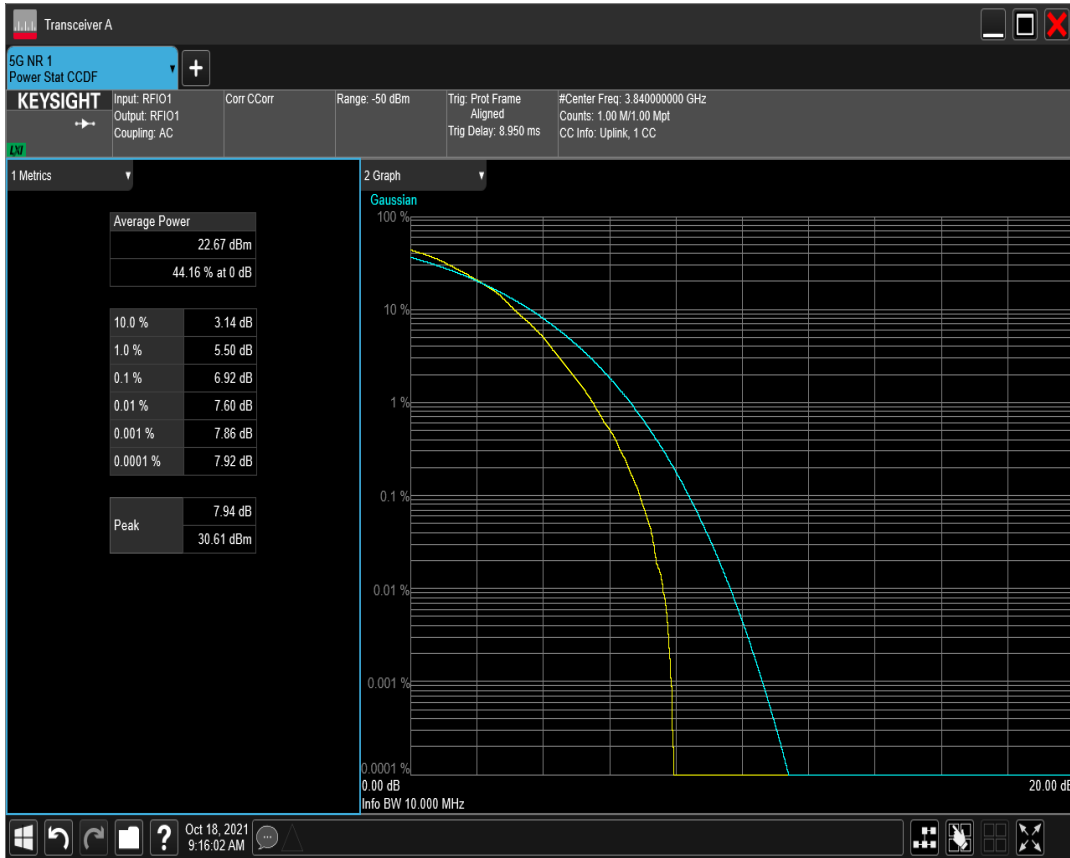 Transceiver A
5G NR 1
Power Stat CCDF
KEYSIGHT
LXI
Input: RFIO1
Output: RFIO1
Coupling: AC
Corr CCorr
Range: -50 dBm
Trig: Prot Frame
Aligned
Trig Delay: 8.950 ms
#Center Freq: 3.840000000 GHz
Counts: 1.00 M/1.00 Mpt
CC Info: Uplink, 1 CC
1 Metrics
Average Power
22.67 dBm
44.16 % at 0 dB
10.0 % 3.14 dB
1.0 % 5.50 dB
0.1 % 6.92 dB
0.01 % 7.60 dB
0.001 % 7.86 dB
0.0001 % 7.92 dB
Peak 7.94 dB
30.61 dBm
2 Graph
Gaussian
100 %
10 %
1 %
0.1 %
0.01 %
0.001 %
0.0001 %
0.00 dB 20.00 dB
Info BW 10.000 MHz
Oct 18, 2021
9:16:02 AM